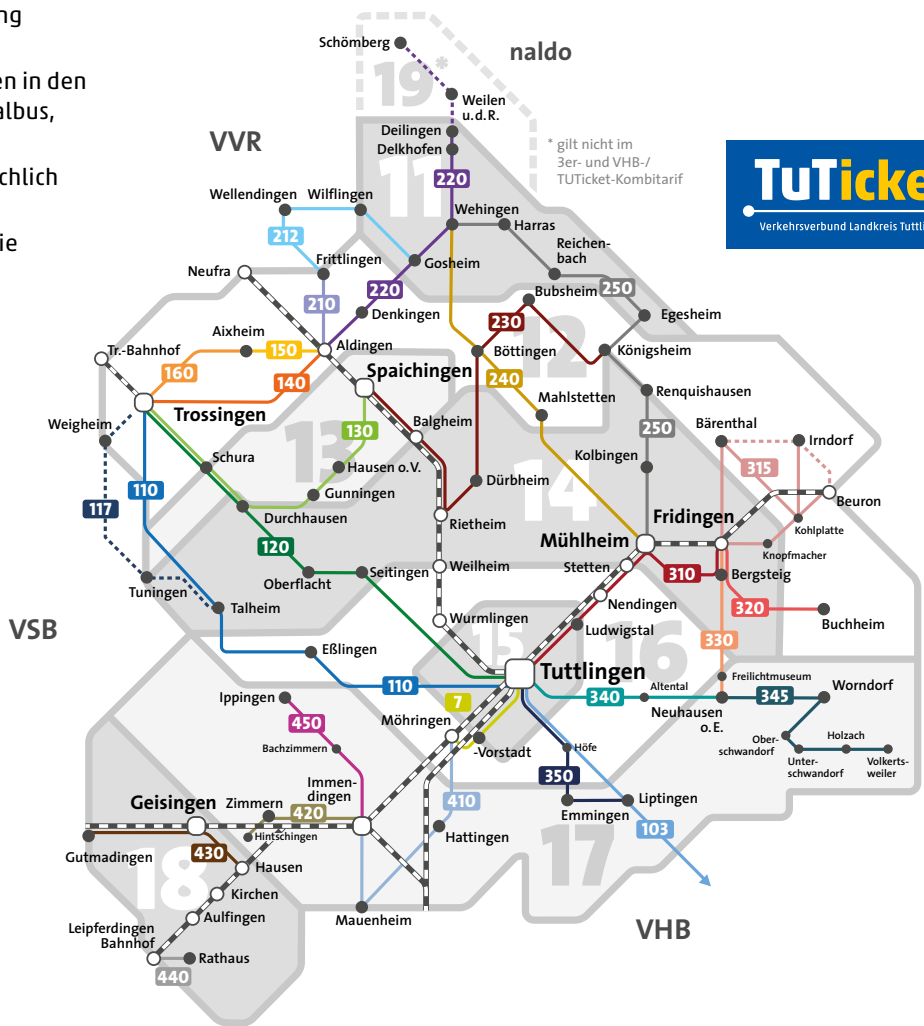 ng
en in den
albus,
chlich
ie
naldo
VVR
VSB
VHB
TUTicke
Verkehrsverbund Landkreis Tuttli
* gilt nicht im
3er- und VHB-/
TUTicket-Kombitarif
Schömberg
19*
Weilen
u.d.R.
Deilingen
Delkhofen
11
220
Wellendingen
Wilflingen
Wehingen
Harras
212
Reichen-
bach
Neufra
Frittlingen
Gosheim
250
220
Bubsheim
210
Denkingen
Egesheim
230
12
Aixheim
150
Aldingen
Böttingen
Königsheim
Tr.-Bahnhof
160
140
Spaichingen
240
Mahlstetten
Renquishausen
Trossingen
Weigheim
130
Balgheim
250
Bärenthal
Irndorf
13
Schura
Hausen o.V.
Kolbingen
315
110
Gunningen
Dürbheim
14
Beuron
117
Durchhausen
Rietheim
Fridingen
Kohlplatte
120
Mühlheim
Knopfmacher
Oberflacht
Seitingen
Weilheim
Stetten
310
Bergsteig
Tuningen
Talheim
Nendingen
320
Buchheim
Wurmlingen
15
Ludwigstal
330
16
Eßlingen
Tuttlingen
Freilichtmuseum
110
340
Altental
345
Worndorf
Ippingen
7
Neuhausen
o.E.
450
Möhringen
-Vorstadt
Höfe
Ober-
schwandorf
Holzach
Bachzimmern
Unter-
schwandorf
Volkerts-
weiler
350
Immen-
dingen
410
Liptingen
Geisingen
Zimmern
420
Emmingen
103
Hintschingen
Hattingen
Gutmadingen
430
17
18
Hausen
Kirchen
Mauenheim
Aulfingen
Leipferdingen
Bahnhof
Rathaus
440